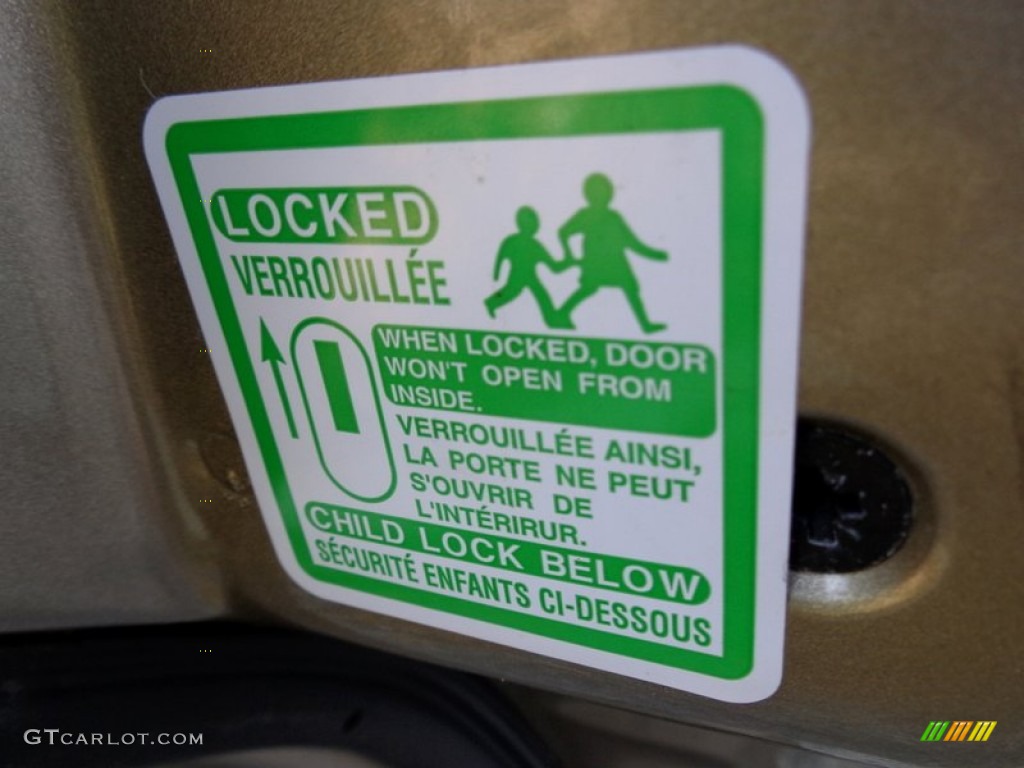 LOCKED
VERROUILLÉE
WHEN LOCKED, DOOR
WON'T OPEN FROM
INSIDE.
VERROUILLÉE AINSI,
LA PORTE NE PEUT
S'OUVRIR DE
L'INTÉRIRUR.
CHILD LOCK BELOW
SÉCURITÉ ENFANTS CI-DESSOUS
GTCARLOT.COM